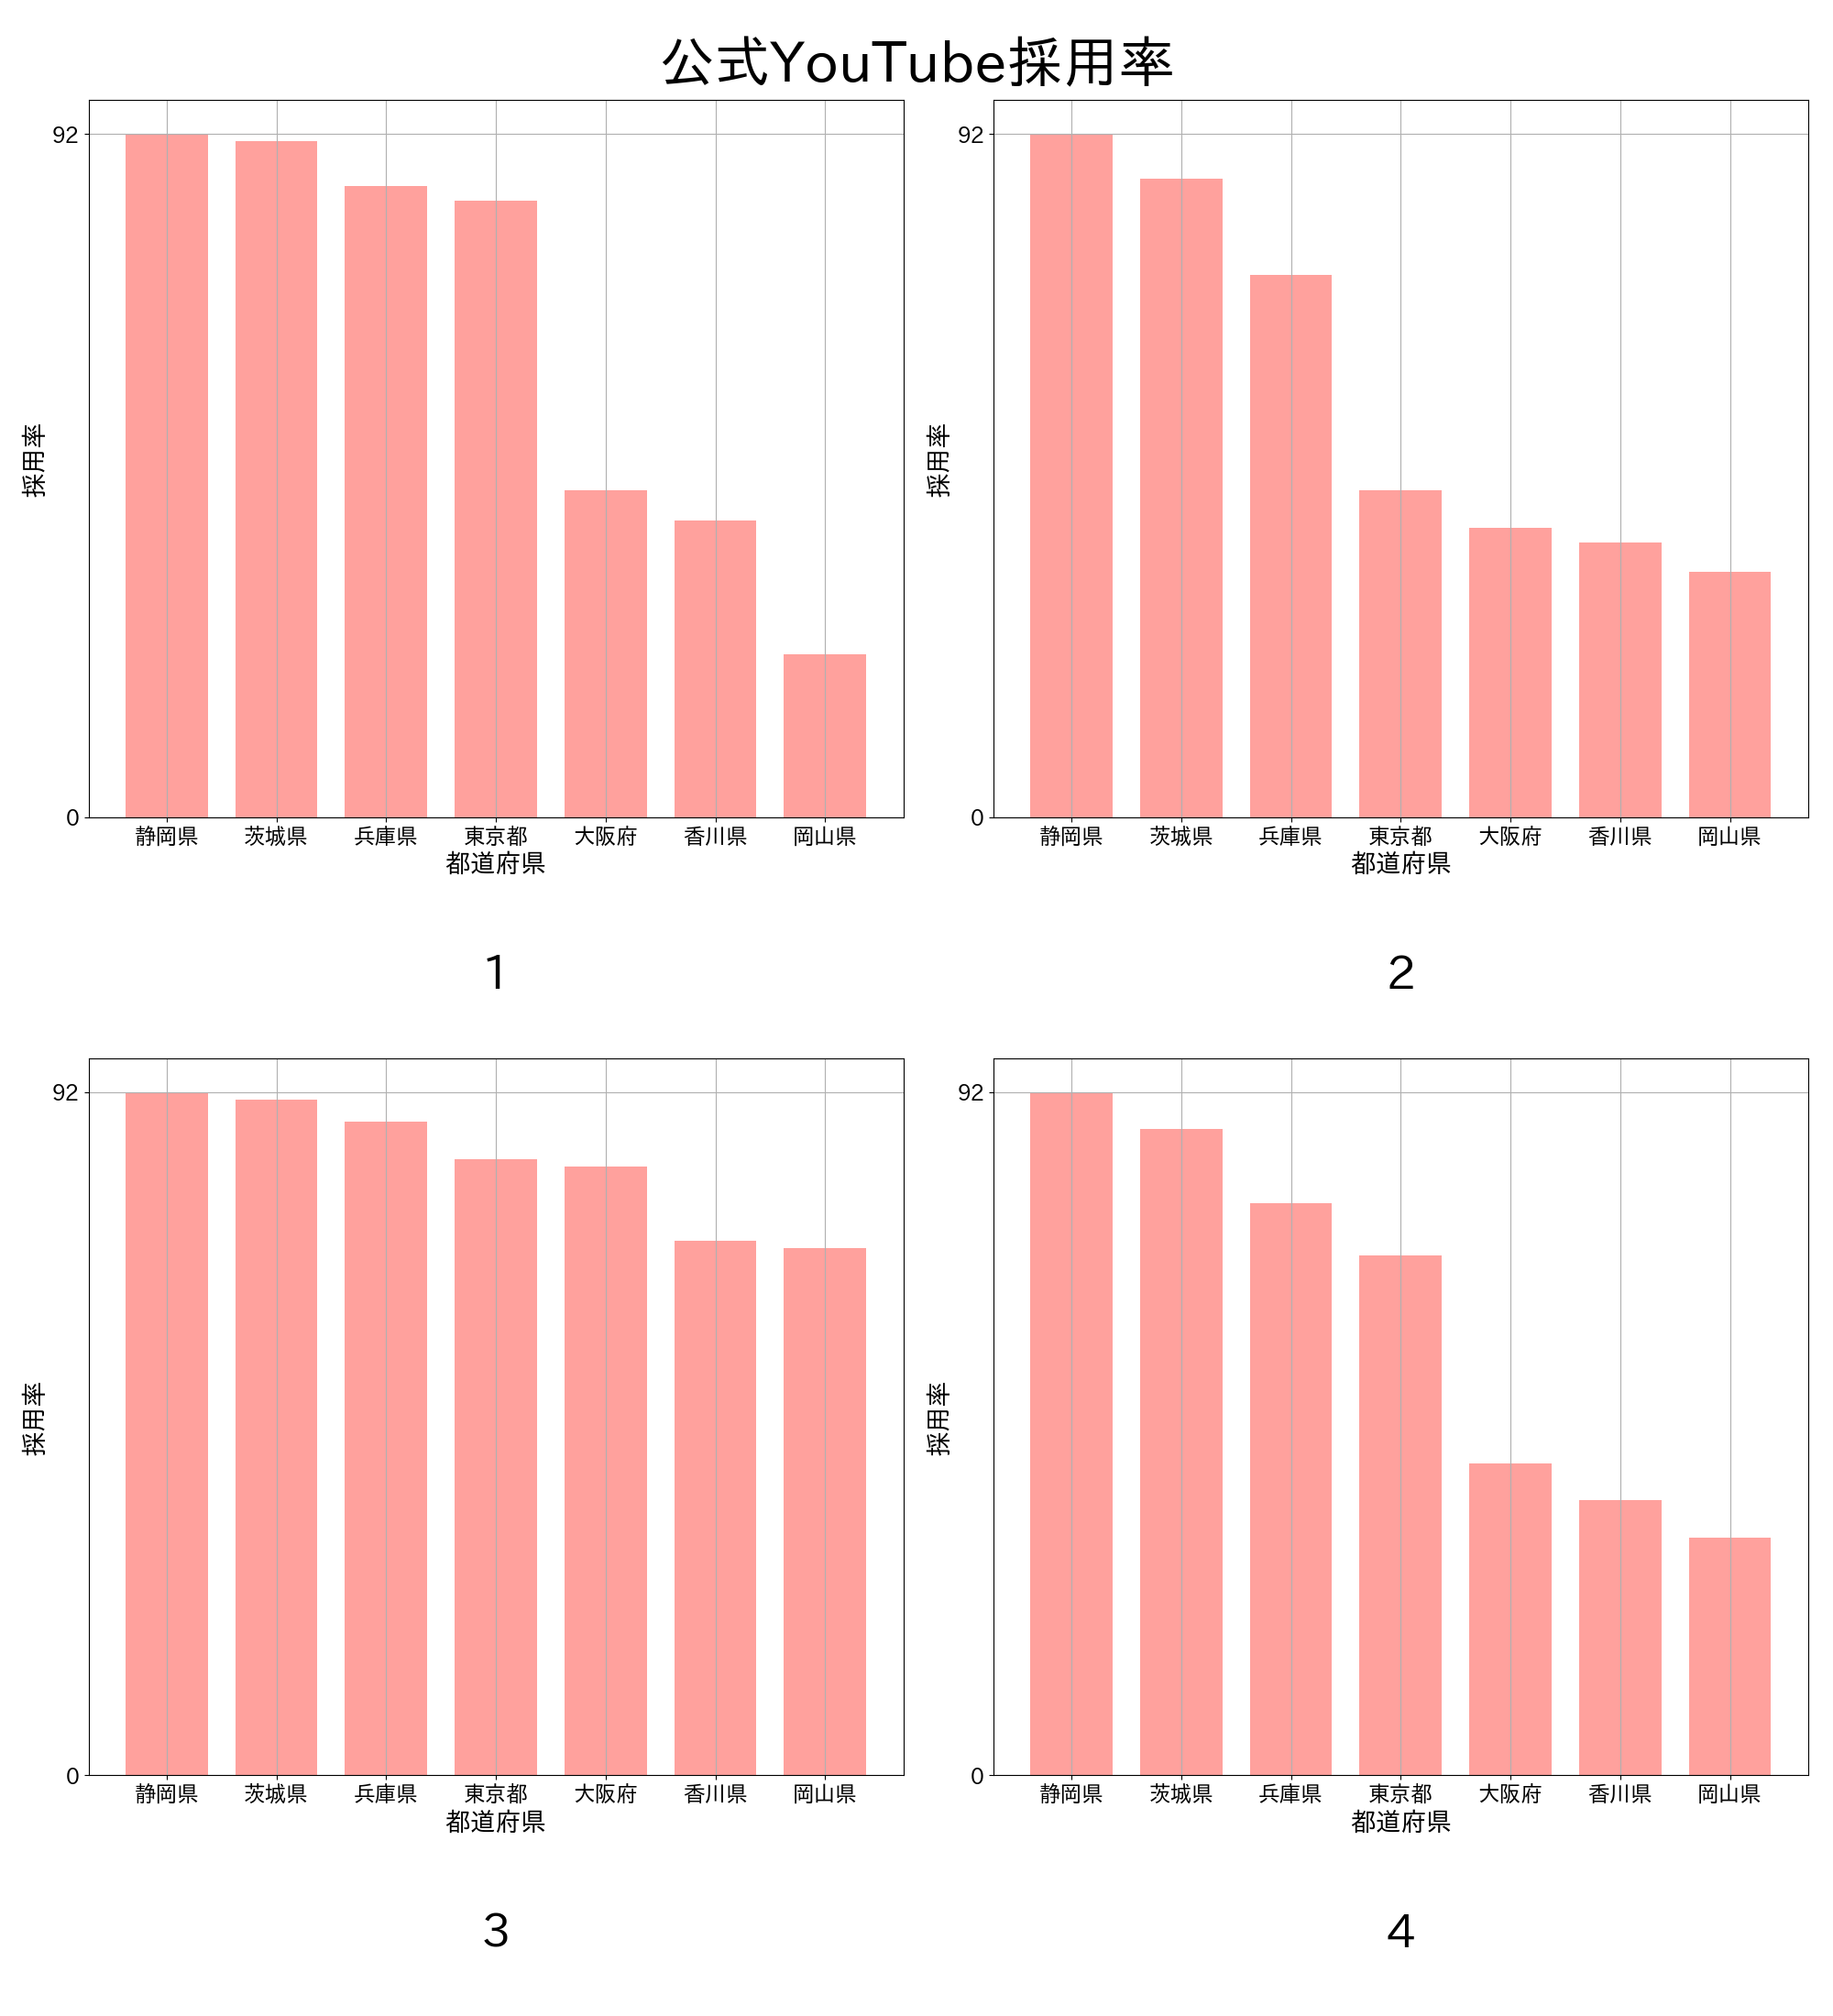 公式YouTube採用率
92
0
採用率
静岡県 茨城県 兵庫県 東京都 大阪府 香川県 岡山県
都道府県
1
92
0
採用率
静岡県 茨城県 兵庫県 東京都 大阪府 香川県 岡山県
都道府県
2
92
0
採用率
静岡県 茨城県 兵庫県 東京都 大阪府 香川県 岡山県
都道府県
3
92
0
採用率
静岡県 茨城県 兵庫県 東京都 大阪府 香川県 岡山県
都道府県
4